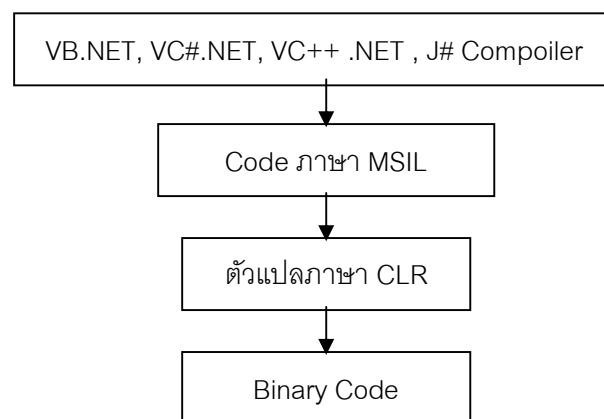 VB.NET, VC#.NET, VC++ .NET , J# Compoiler
Code ภาษา MSIL
ตัวแปลภาษา CLR
Binary Code